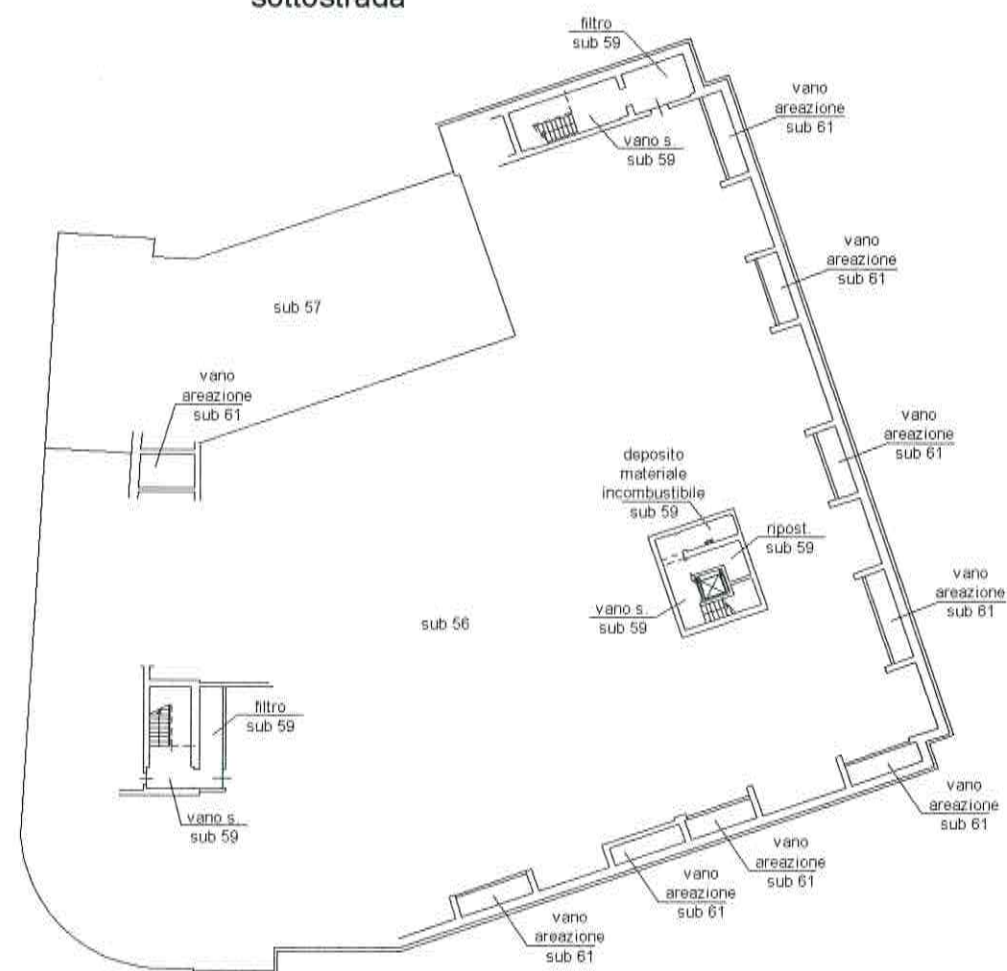 sottostrada
filtro
sub 59
vano
areazione
sub 61
vano s.
sub 59
vano
areazione
sub 61
sub 57
vano
areazione
sub 61
vano
areazione
sub 61
deposito
materiale
incombustibile
sub 59
ripost.
sub 59
vano
areazione
sub 61
vano s.
sub 59
sub 56
filtro
sub 59
vano s.
sub 59
vano
areazione
sub 61
vano
areazione
sub 61
vano
areazione
sub 61
vano
areazione
sub 61